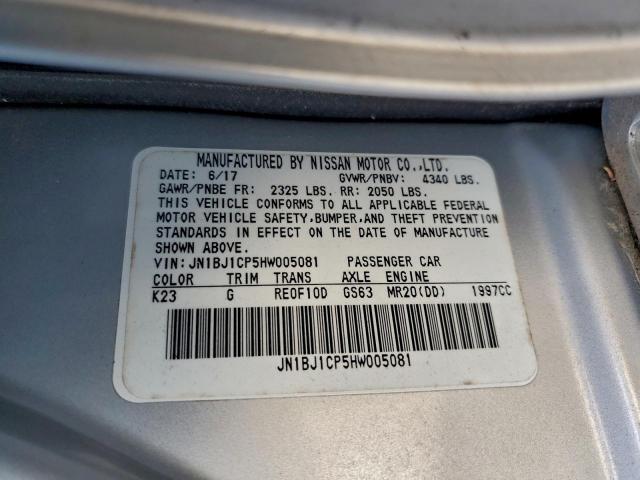 MANUFACTURED BY NISSAN MOTOR CO.,LTD.
DATE: 6/17 GVWR/PNBV: 4340 LBS.
GAWR/PNBE FR: 2325 LBS. RR: 2050 LBS.
THIS VEHICLE CONFORMS TO ALL APPLICABLE FEDERAL
MOTOR VEHICLE SAFETY,BUMPER,AND THEFT PREVENTION
STANDARDS IN EFFECT ON THE DATE OF MANUFACTURE
SHOWN ABOVE.
VIN:JN1BJ1CP5HW005081 PASSENGER CAR
COLOR TRIM TRANS AXLE ENGINE
K23 G RE0F10D GS63 MR20(DD) 1997CC
JN1BJ1CP5HW005081